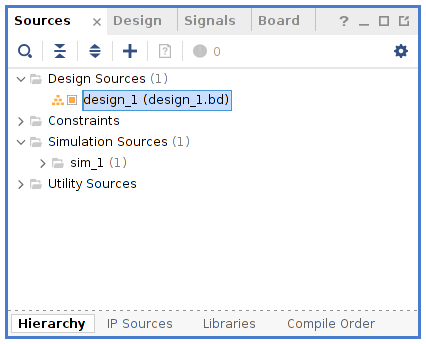 Sources × Design Signals Board ?
? 0
Design Sources (1)
design_1 (design_1.bd)
Constraints
Simulation Sources (1)
sim_1 (1)
Utility Sources
Hierarchy IP Sources Libraries Compile Order